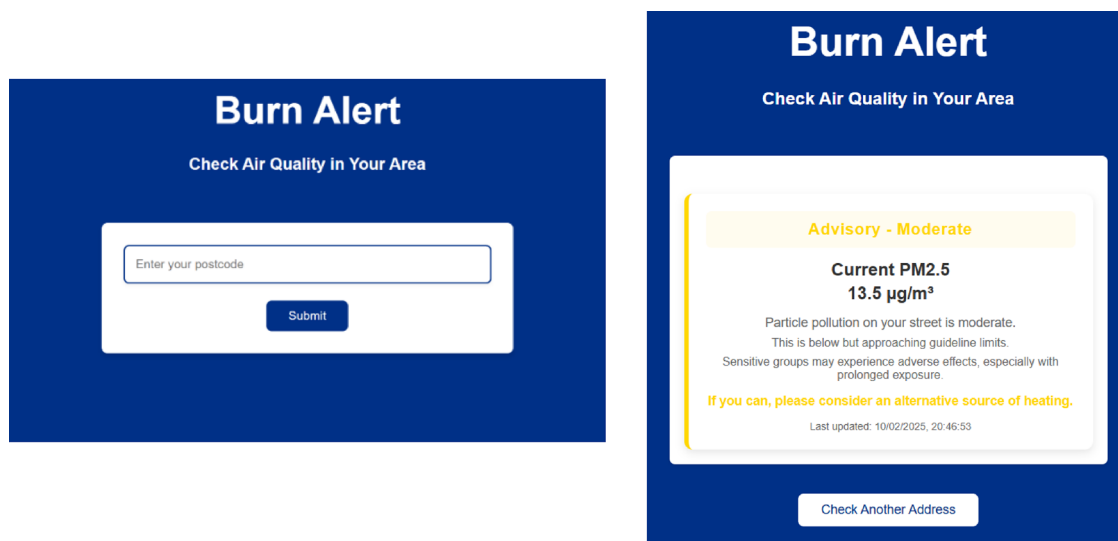 Burn Alert
Check Air Quality in Your Area
Enter your postcode
Submit
Burn Alert
Check Air Quality in Your Area
Advisory - Moderate
Current PM2.5
13.5 µg/m³
Particle pollution on your street is moderate.
This is below but approaching guideline limits.
Sensitive groups may experience adverse effects, especially with
prolonged exposure.
If you can, please consider an alternative source of heating.
Last updated: 10/02/2025, 20:46:53
Check Another Address